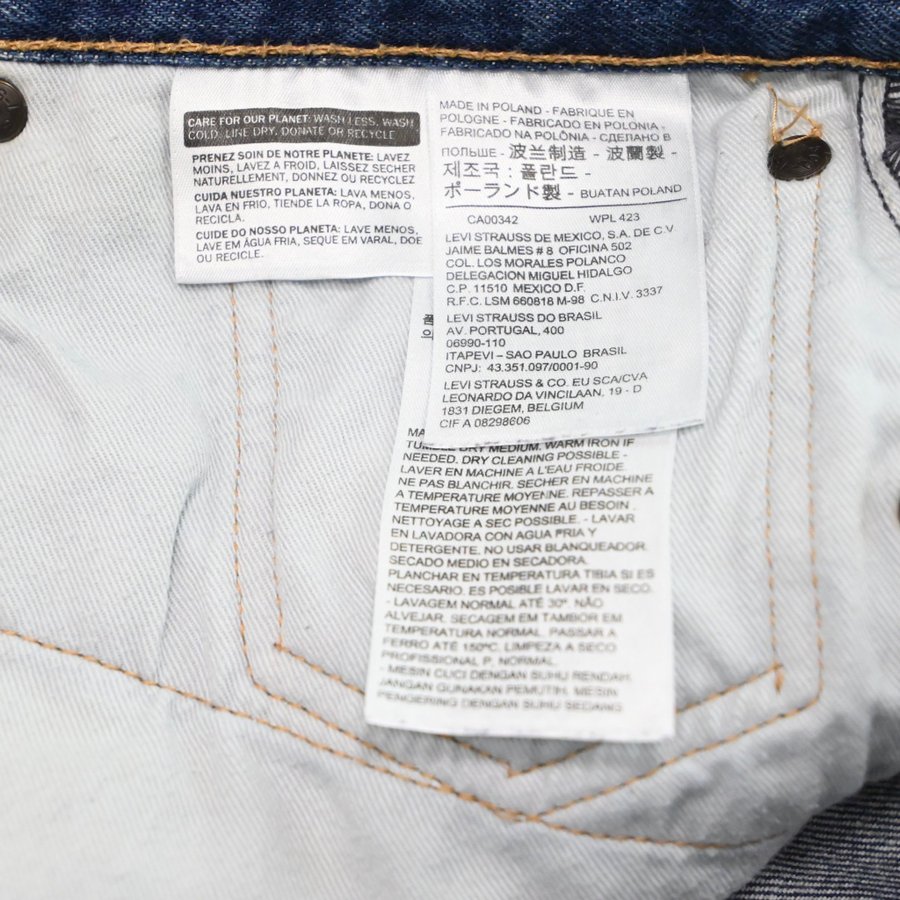 CARE FOR OUR PLANET: WASH LESS, WASH
COLD, LINE DRY, DONATE OR RECYCLE
PRENEZ SOIN DE NOTRE PLANETE: LAVEZ
MOINS, LAVEZ A FROID, LAISSEZ SECHER
NATURELLEMENT, DONNEZ OU RECYCLEZ
CUIDA NUESTRO PLANETA: LAVA MENOS,
LAVA EN FRIO, TIENDE LA ROPA, DONA O
RECICLA.
CUIDE DO NOSSO PLANETA: LAVE MENOS,
LAVE EM ÁGUA FRIA, SEQUE EM VARAL, DOE
OU RECICLE.
MADE IN POLAND - FABRIQUE EN
POLOGNE - FABRICADO EN POLONIA -
FABRICADO NA POLÔNIA - СДЕЛАНО В
ПОЛЬШЕ - 波兰制造 - 波蘭製 -
제조국 : 폴란드 -
ポーランド製 - BUATAN POLAND
CA00342 WPL 423
LEVI STRAUSS DE MEXICO, S.A. DE C.V
JAIME BALMES # 8 OFICINA 502
COL. LOS MORALES POLANCO
DELEGACION MIGUEL HIDALGO
C.P. 11510 MEXICO D.F.
R.F.C. LSM 660818 M-98 C.N.I.V. 3337
LEVI STRAUSS DO BRASIL
AV. PORTUGAL, 400
06990-110
ITAPEVI – SAO PAULO BRASIL
CNPJ: 43.351.097/0001-90
LEVI STRAUSS & CO. EU SCA/CVA
LEONARDO DA VINCILAAN, 19 - D
1831 DIEGEM, BELGIUM
CIF A 08298606
TUMBLE DRY MEDIUM. WARM IRON IF
NEEDED. DRY CLEANING POSSIBLE -
LAVER EN MACHINE A L'EAU FROIDE.
NE PAS BLANCHIR. SECHER EN MACHINE
A TEMPERATURE MOYENNE. REPASSER A
TEMPERATURE MOYENNE AU BESOIN.
NETTOYAGE A SEC POSSIBLE. - LAVAR
EN LAVADORA CON AGUA FRIA Y
DETERGENTE. NO USAR BLANQUEADOR.
SECADO MEDIO EN SECADORA.
PLANCHAR EN TEMPERATURA TIBIA SI ES
NECESARIO. ES POSIBLE LAVAR EN SECO.
- LAVAGEM NORMAL ATÉ 30º. NÃO
ALVEJAR. SECAGEM EM TAMBOR EM
TEMPERATURA NORMAL. PASSAR A
FERRO ATÉ 150ºC. LIMPEZA A SECO
PROFISSIONAL P. NORMAL.
- MESIN CUCI DENGAN SUHU RENDAH.
JANGAN GUNAKAN PEMUTIH. MESIN
PENGERING DENGAN SUHU SEDANG